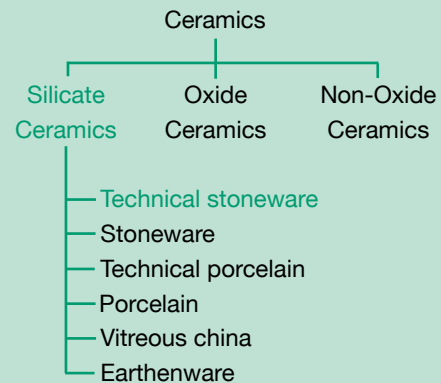 Ceramics
Silicate Ceramics
Oxide Ceramics
Non-Oxide Ceramics
Technical stoneware
Stoneware
Technical porcelain
Porcelain
Vitreous china
Earthenware